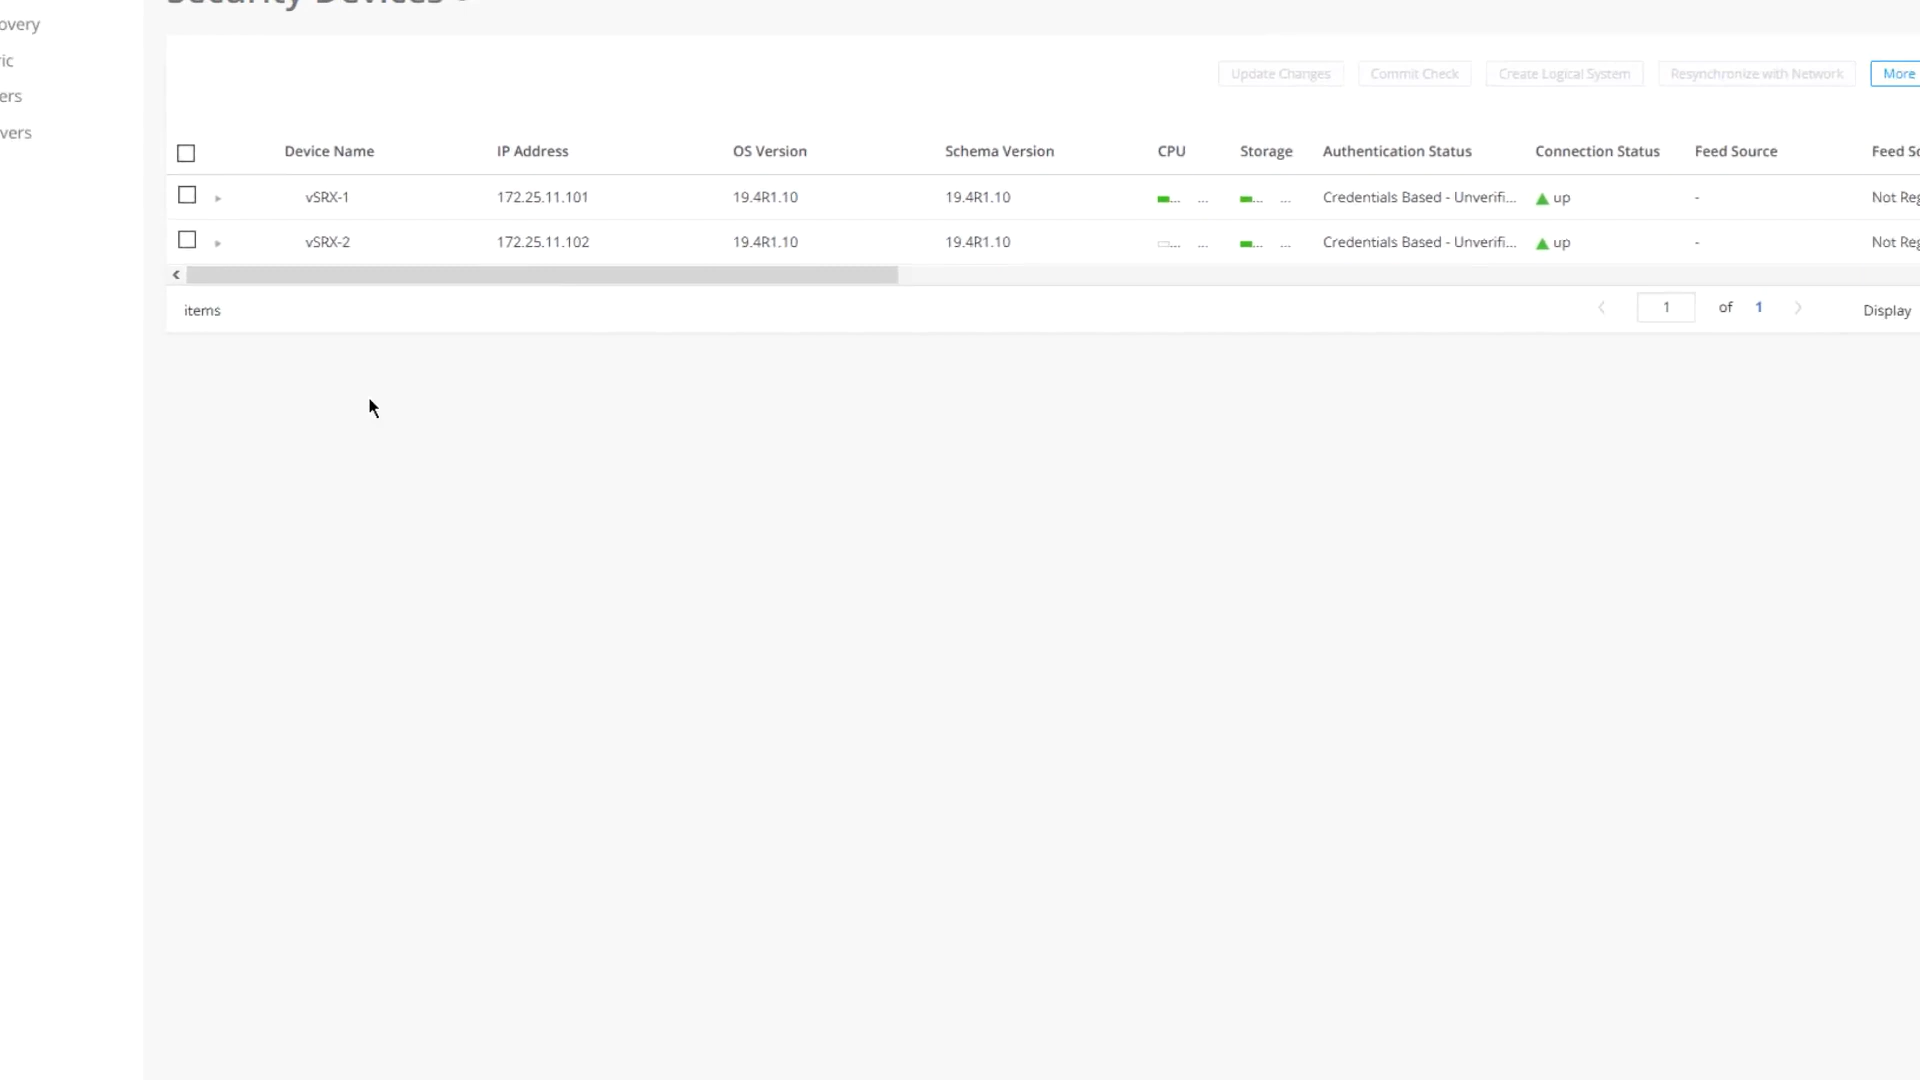 Security Devices
overy
ric
ers
vers
Update Changes Commit Check Create Logical System Resynchronize with Network More
Device Name IP Address OS Version Schema Version CPU Storage Authentication Status Connection Status Feed Source Feed So
vSRX-1 172.25.11.101 19.4R1.10 19.4R1.10 ... ... ... ... Credentials Based - Unverifi... up - Not Reg
vSRX-2 172.25.11.102 19.4R1.10 19.4R1.10 ... ... ... ... Credentials Based - Unverifi... up - Not Reg
items 1 of 1 Display